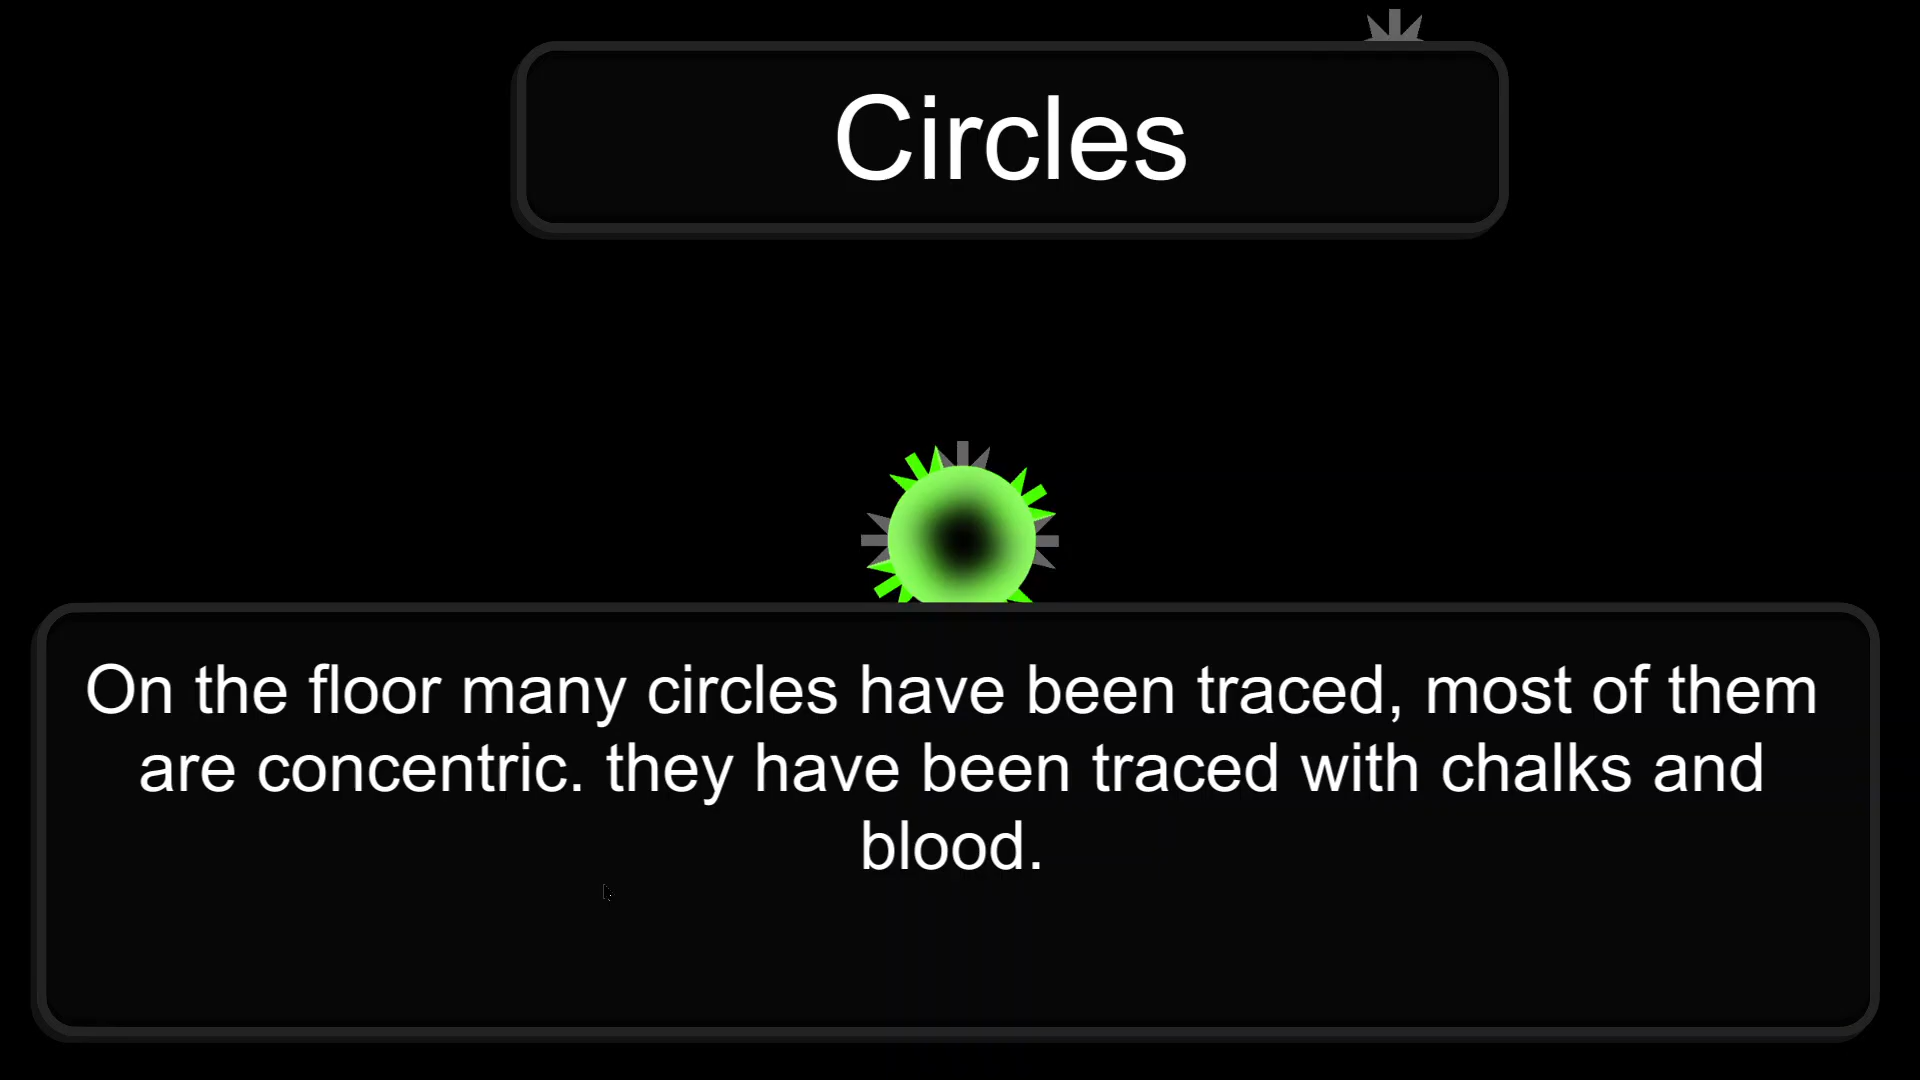 Circles
On the floor many circles have been traced, most of them
are concentric. they have been traced with chalks and
blood.